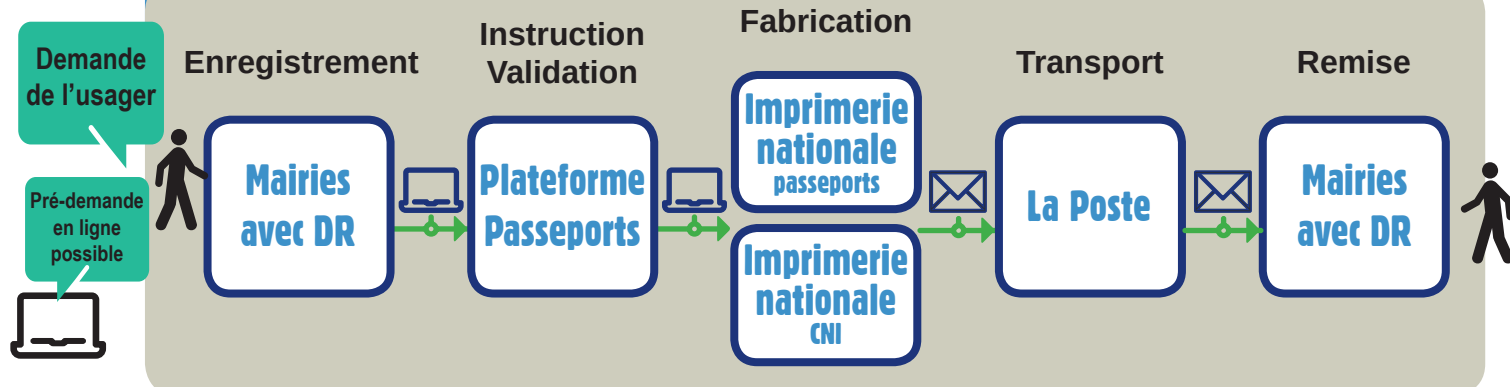 Demande
de l’usager
Pré-demande
en ligne
possible
Enregistrement
Mairies
avec DR
Instruction
Validation
Plateforme
Passeports
Fabrication
Imprimerie
nationale
passeports
Imprimerie
nationale
CNI
Transport
La Poste
Remise
Mairies
avec DR